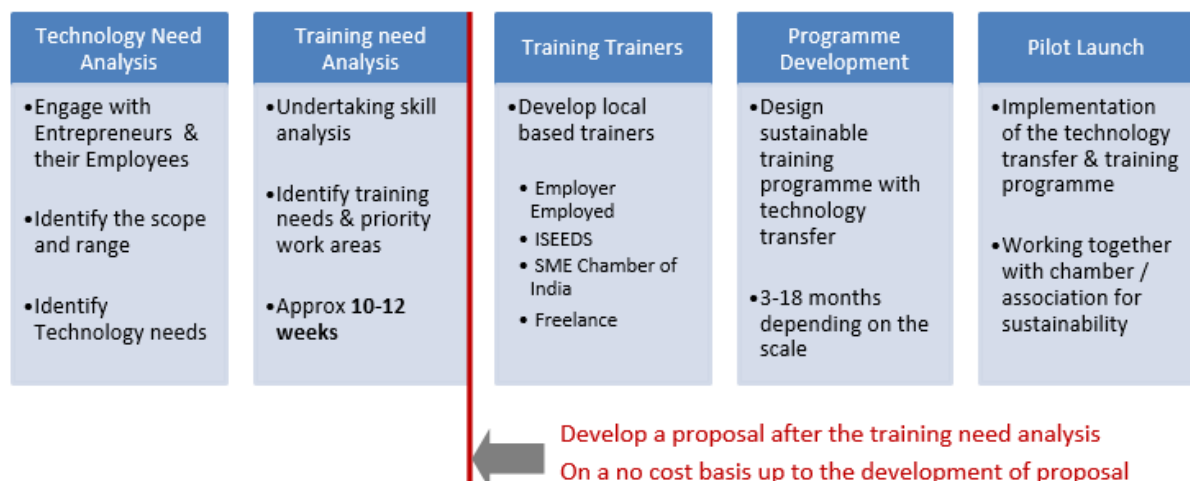 Technology Need
Analysis
•Engage with
Entrepreneurs &
their Employees
•Identify the scope
and range
•Identify
Technology needs
Training need
Analysis
•Undertaking skill
analysis
•Identify training
needs & priority
work areas
•Approx 10-12
weeks
Training Trainers
•Develop local
based trainers
• Employer
Employed
• ISEEDS
• SME Chamber of
India
• Freelance
Programme
Development
•Design
sustainable
training
programme with
technology
transfer
•3-18 months
depending on the
scale
Pilot Launch
•Implementation
of the technology
transfer & training
programme
•Working together
with chamber /
association for
sustainability
Develop a proposal after the training need analysis
On a no cost basis up to the development of proposal